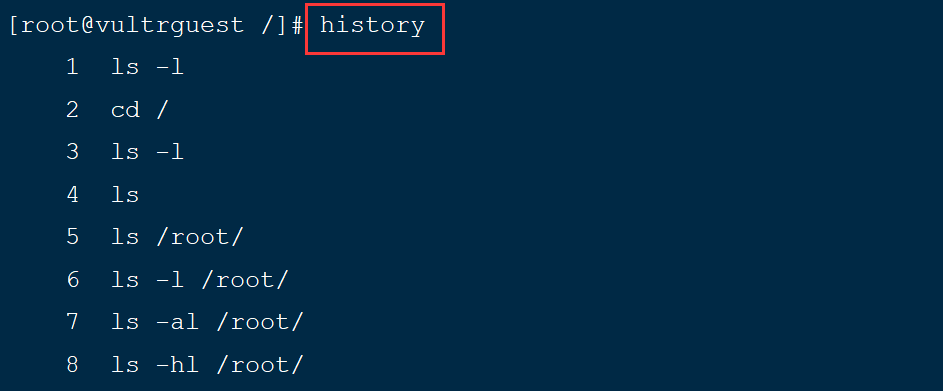 [root@vultrguest /]# history
1 ls -l
2 cd /
3 ls -l
4 ls
5 ls /root/
6 ls -l /root/
7 ls -al /root/
8 ls -hl /root/